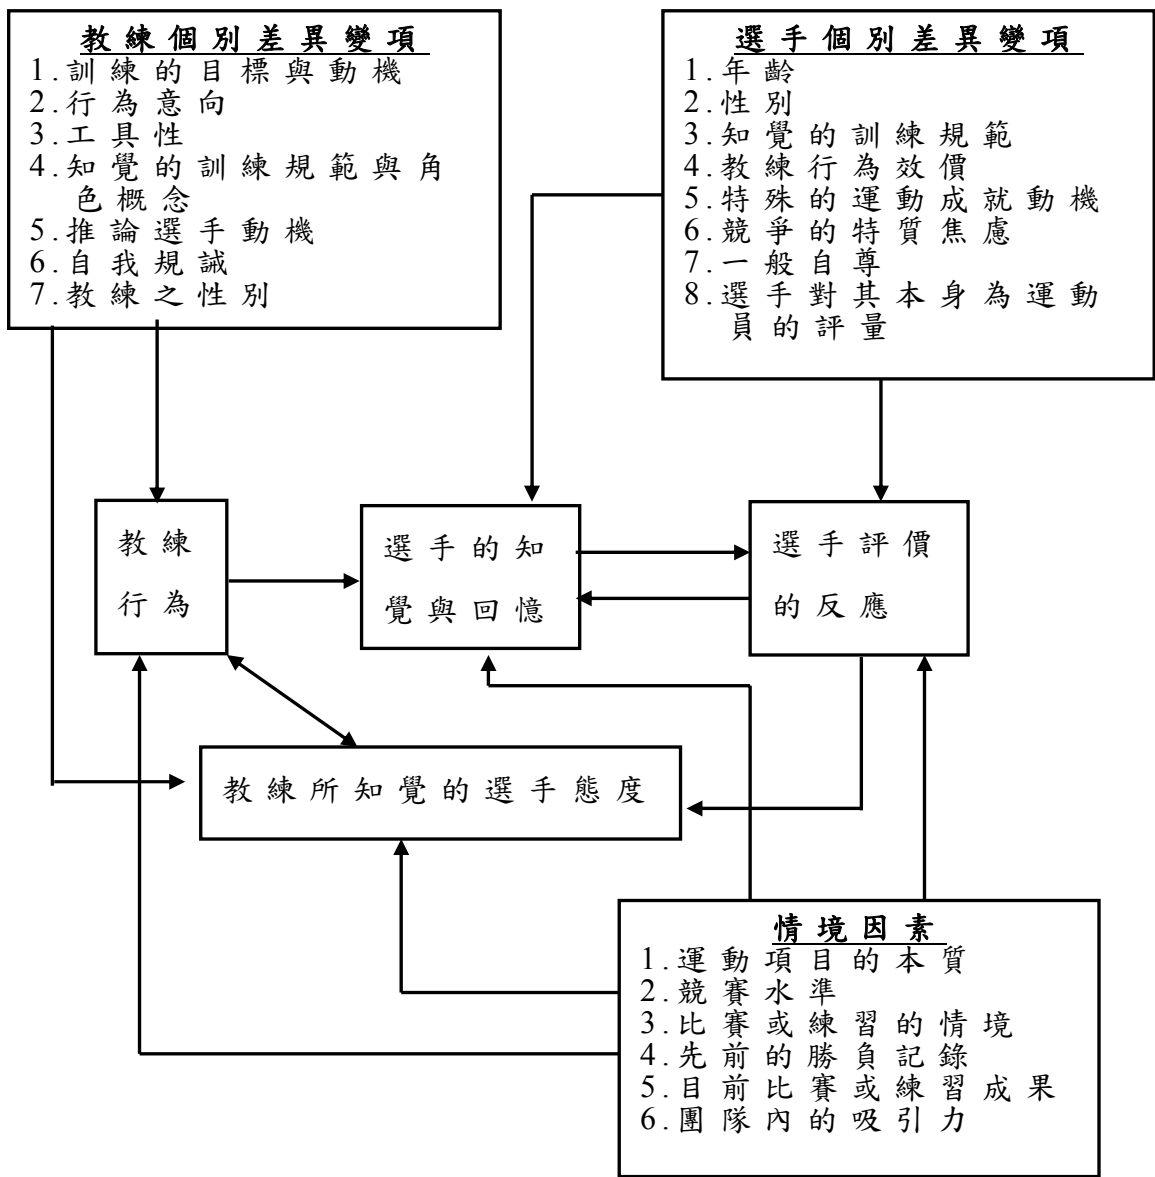 教練個別差異變項
1.訓練的目標與動機
2.行為意向
3.工具性
4.知覺的訓練規範與角
色概念
5.推論選手動機
6.自我規誡
7.教練之性別
選手個別差異變項
1.年齡
2.性別
3.知覺的訓練規範
4.教練行為效價
5.特殊的運動成就動機
6.競爭的特質焦慮
7.一般自尊
8.選手對其本身為運動
員的評量
教練
行為
選手的知
覺與回憶
選手評價
的反應
教練所知覺的選手態度
情境因素
1.運動項目的本質
2.競賽水準
3.比賽或練習的情境
4.先前的勝負記錄
5.目前比賽或練習成果
6.團隊內的吸引力